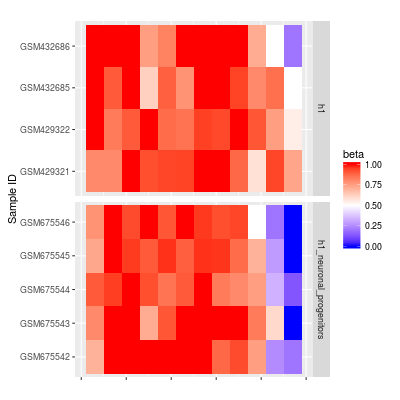 GSM432686
GSM432685
GSM429322
GSM429321
h1
GSM675546
GSM675545
GSM675544
GSM675543
GSM675542
h1_neuronal_progenitors
Sample ID
beta
1.00
0.75
0.50
0.25
0.00